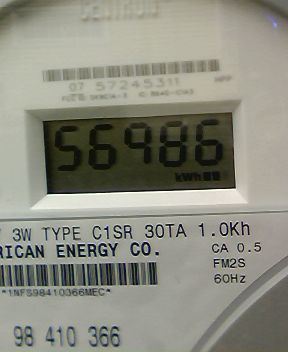 CENTRON
07 57245311
56986
kWh
3W TYPE C1SR 30TA 1.0Kh
RICAN ENERGY CO.
CA 0.5
FM2S
60Hz
*1NFS98410366MEC*
98 410 366